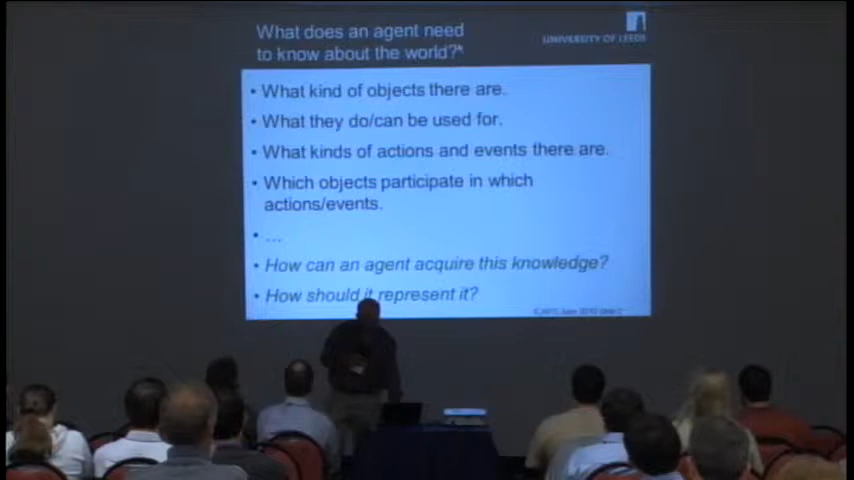 What does an agent need
to know about the world?*
UNIVERSITY OF LEEDS
• What kind of objects there are.
• What they do/can be used for.
• What kinds of actions and events there are.
• Which objects participate in which
actions/events.
• ...
• How can an agent acquire this knowledge?
• How should it represent it?